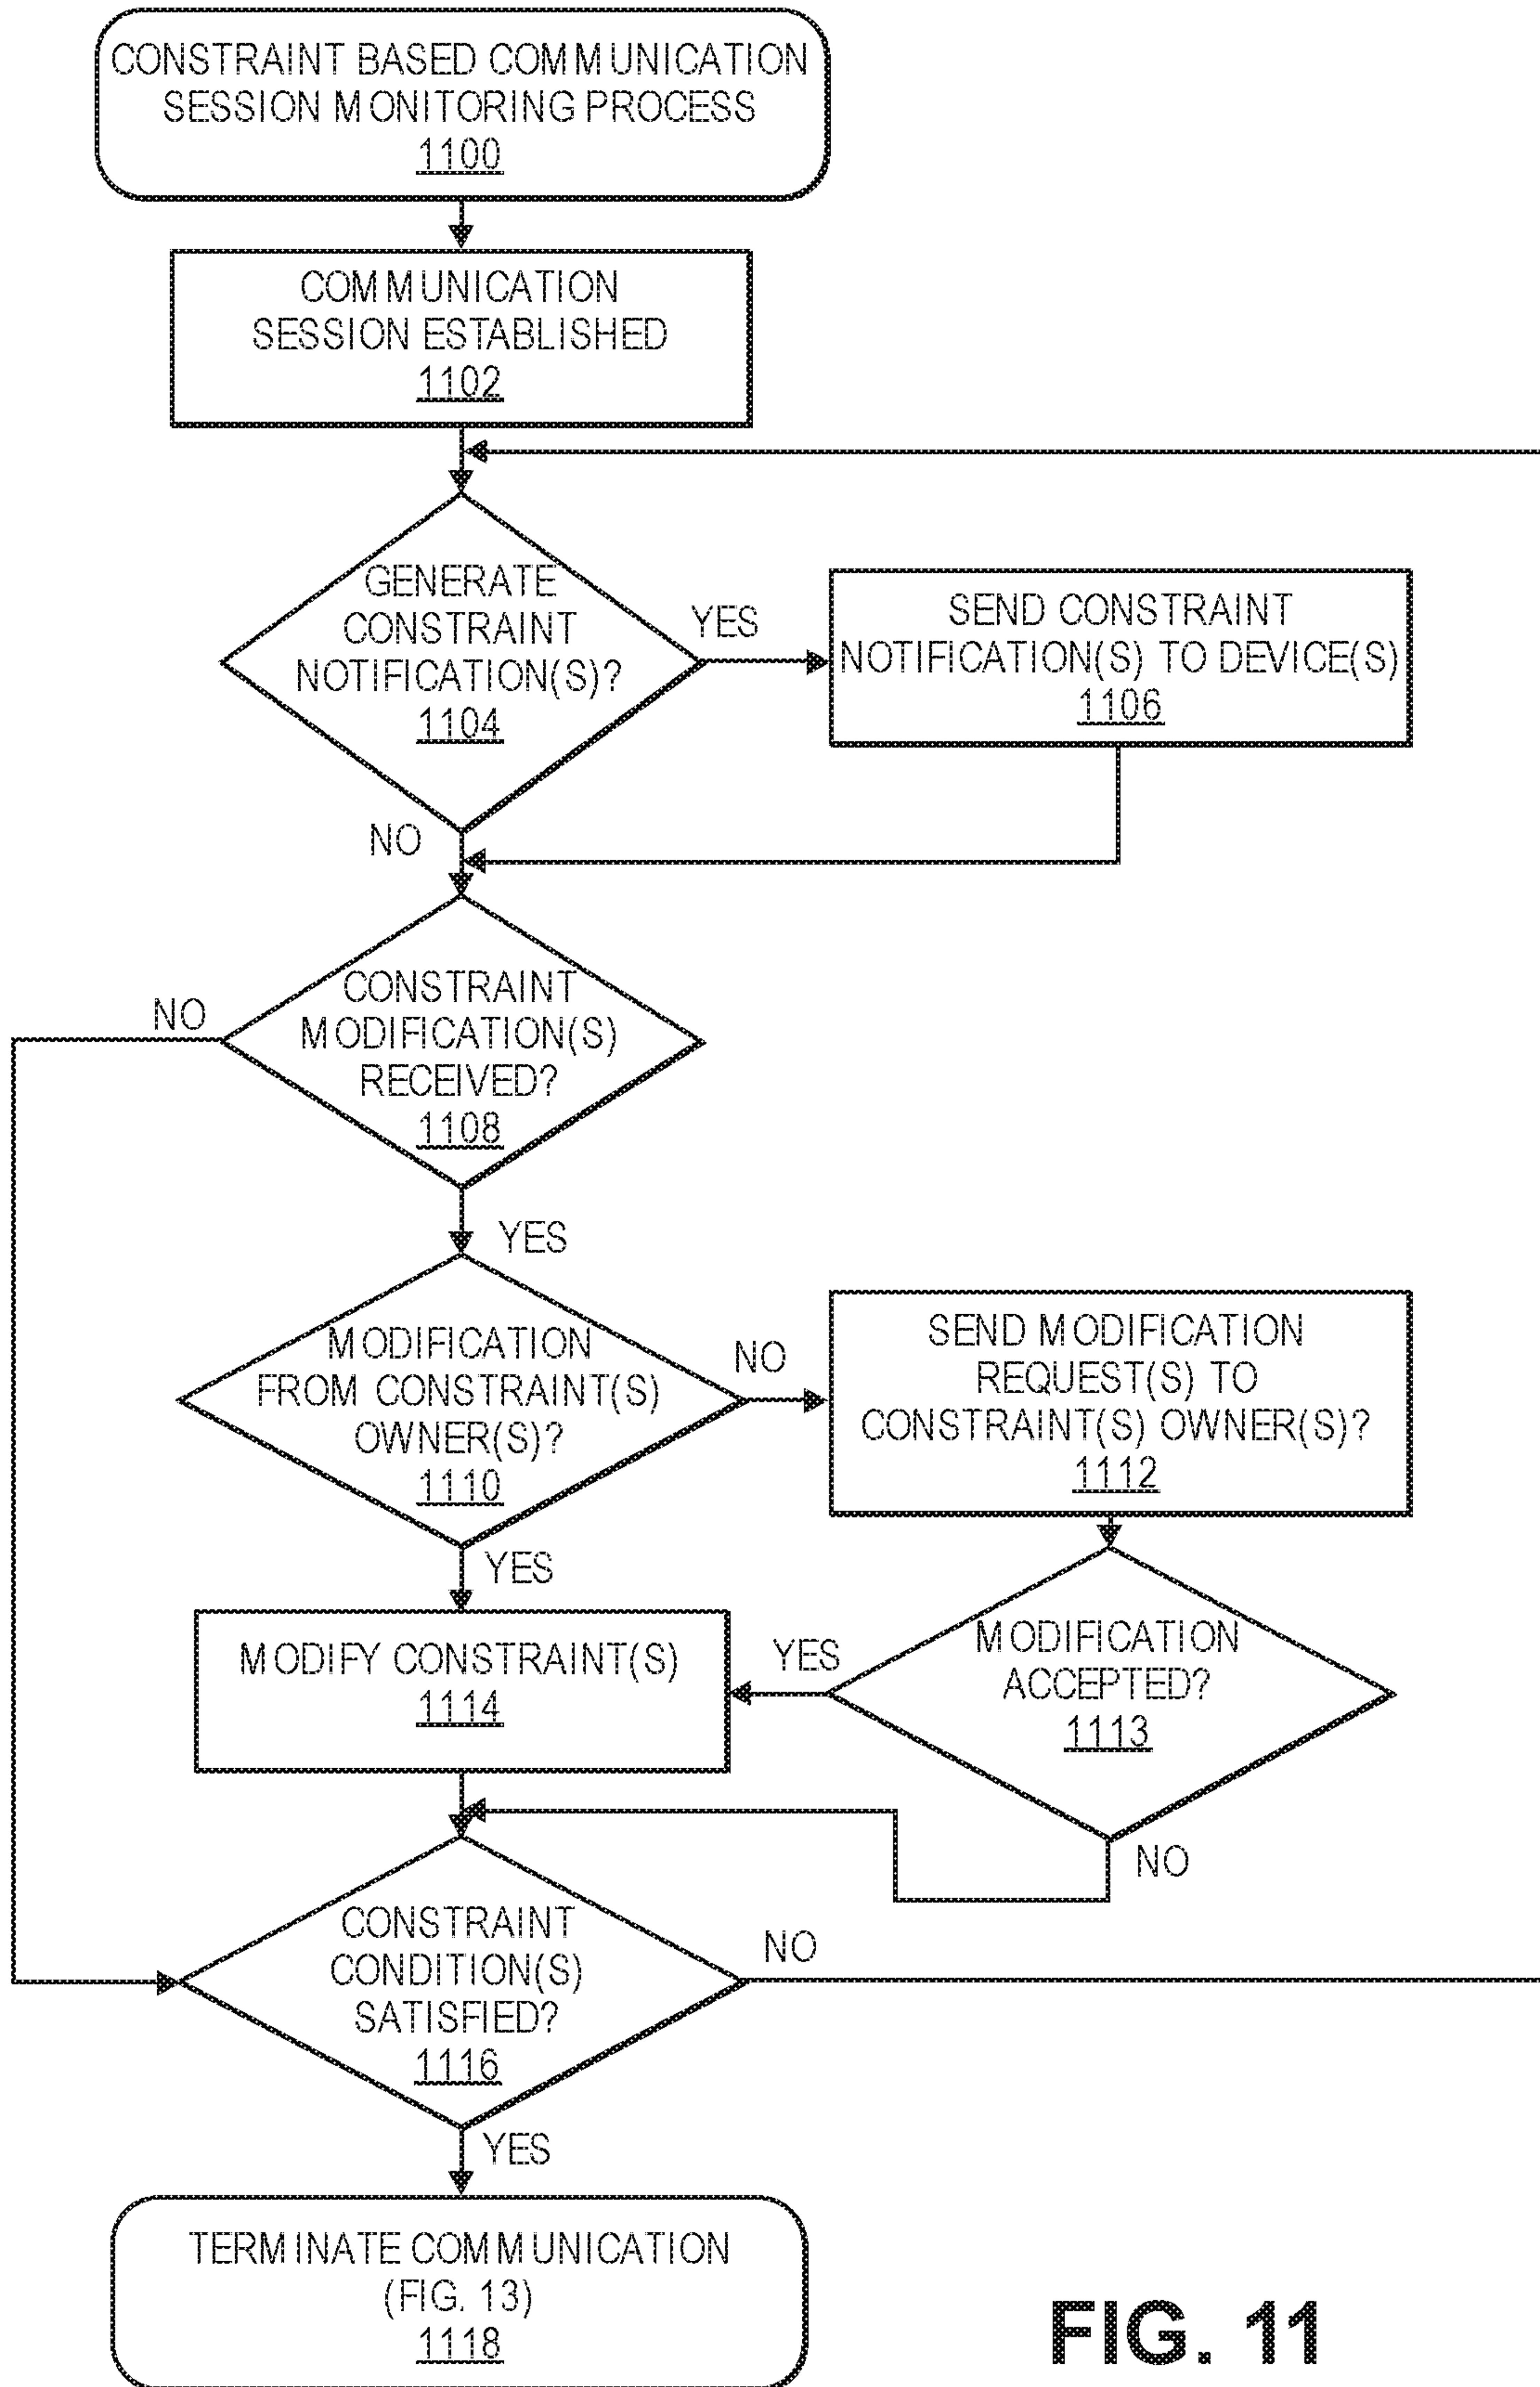 CONSTRAINT BASED COMMUNICATION
SESSION MONITORING PROCESS
1100
COMMUNICATION
SESSION ESTABLISHED
1102
GENERATE
CONSTRAINT
NOTIFICATION(S)?
1104
YES
SEND CONSTRAINT
NOTIFICATION(S) TO DEVICE(S)
1106
NO
CONSTRAINT
MODIFICATION(S)
RECEIVED?
1108
NO
YES
MODIFICATION
FROM CONSTRAINT(S)
OWNER(S)?
1110
NO
SEND MODIFICATION
REQUEST(S) TO
CONSTRAINT(S) OWNER(S)?
1112
YES
MODIFY CONSTRAINT(S)
1114
YES
MODIFICATION
ACCEPTED?
1113
NO
CONSTRAINT
CONDITION(S)
SATISFIED?
1116
NO
YES
TERMINATE COMMUNICATION
(FIG. 13)
1118
FIG. 11